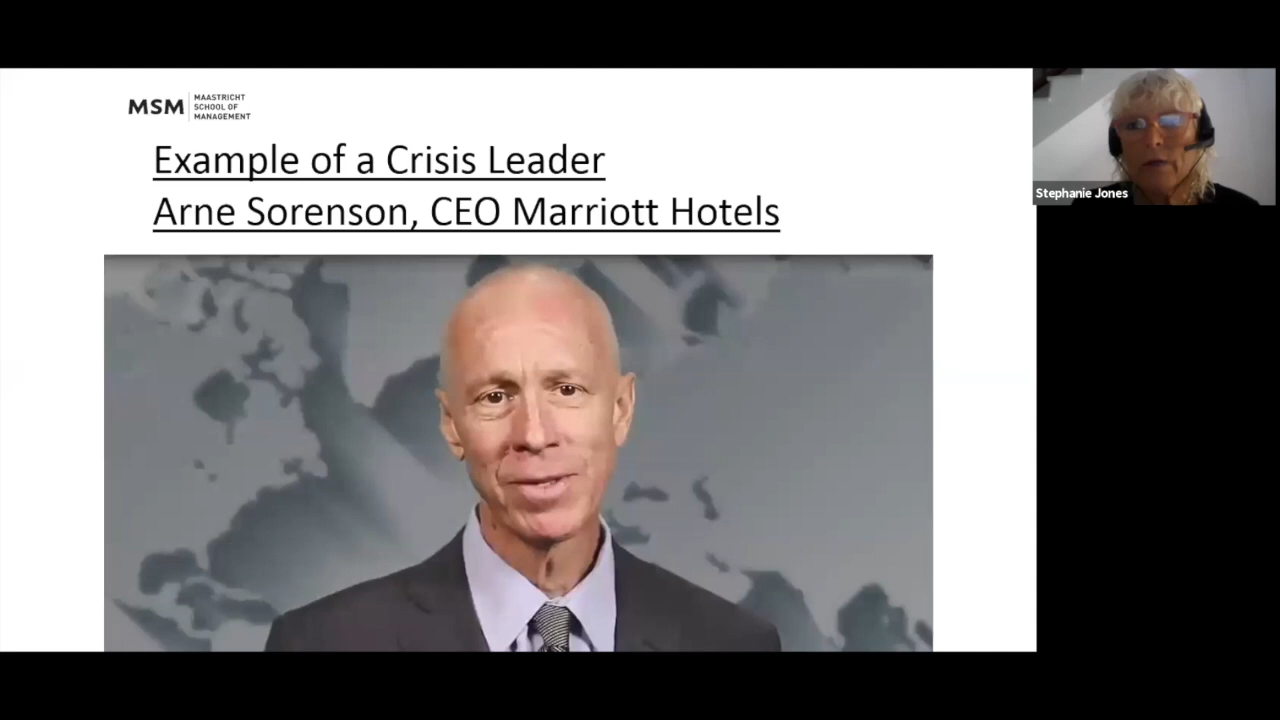 MSM
MAASTRICHT
SCHOOL OF
MANAGEMENT
Example of a Crisis Leader
Arne Sorenson, CEO Marriott Hotels
Stephanie Jones